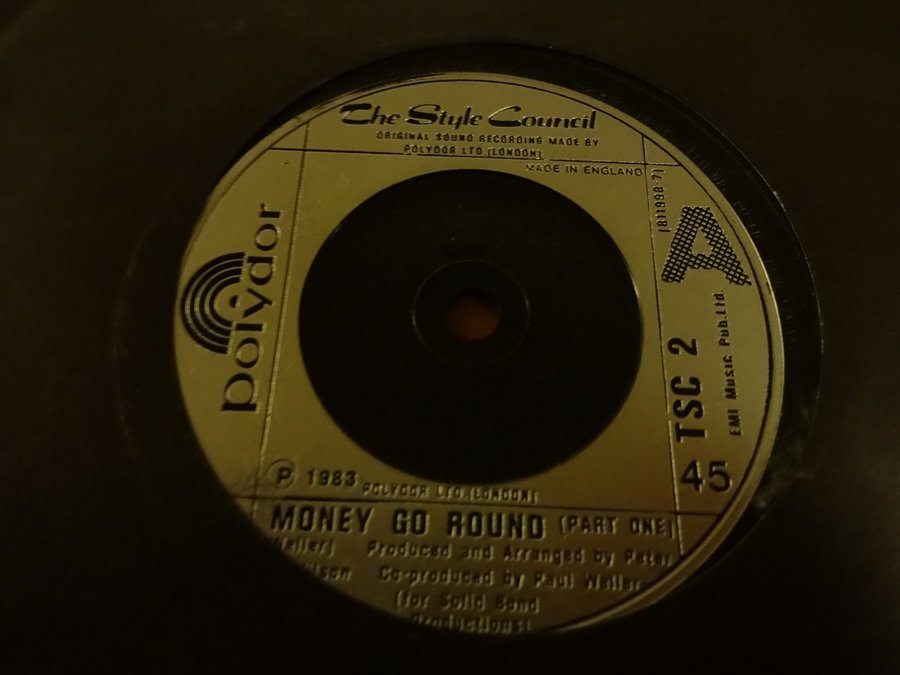 The Style Council
ORIGINAL SOUND RECORDING MADE BY
POLYDOR LTD.(LONDON)
MADE IN ENGLAND
polydor
(811998-7)
A
TSC 2
EMI Music Pub.Ltd.
45
P 1983 POLYDOR LTD.(LONDON)
MONEY GO ROUND (PART ONE)
Produced and Arranged by Peter
Co-produced by Paul Weller
(for Solid Bond
Productions)